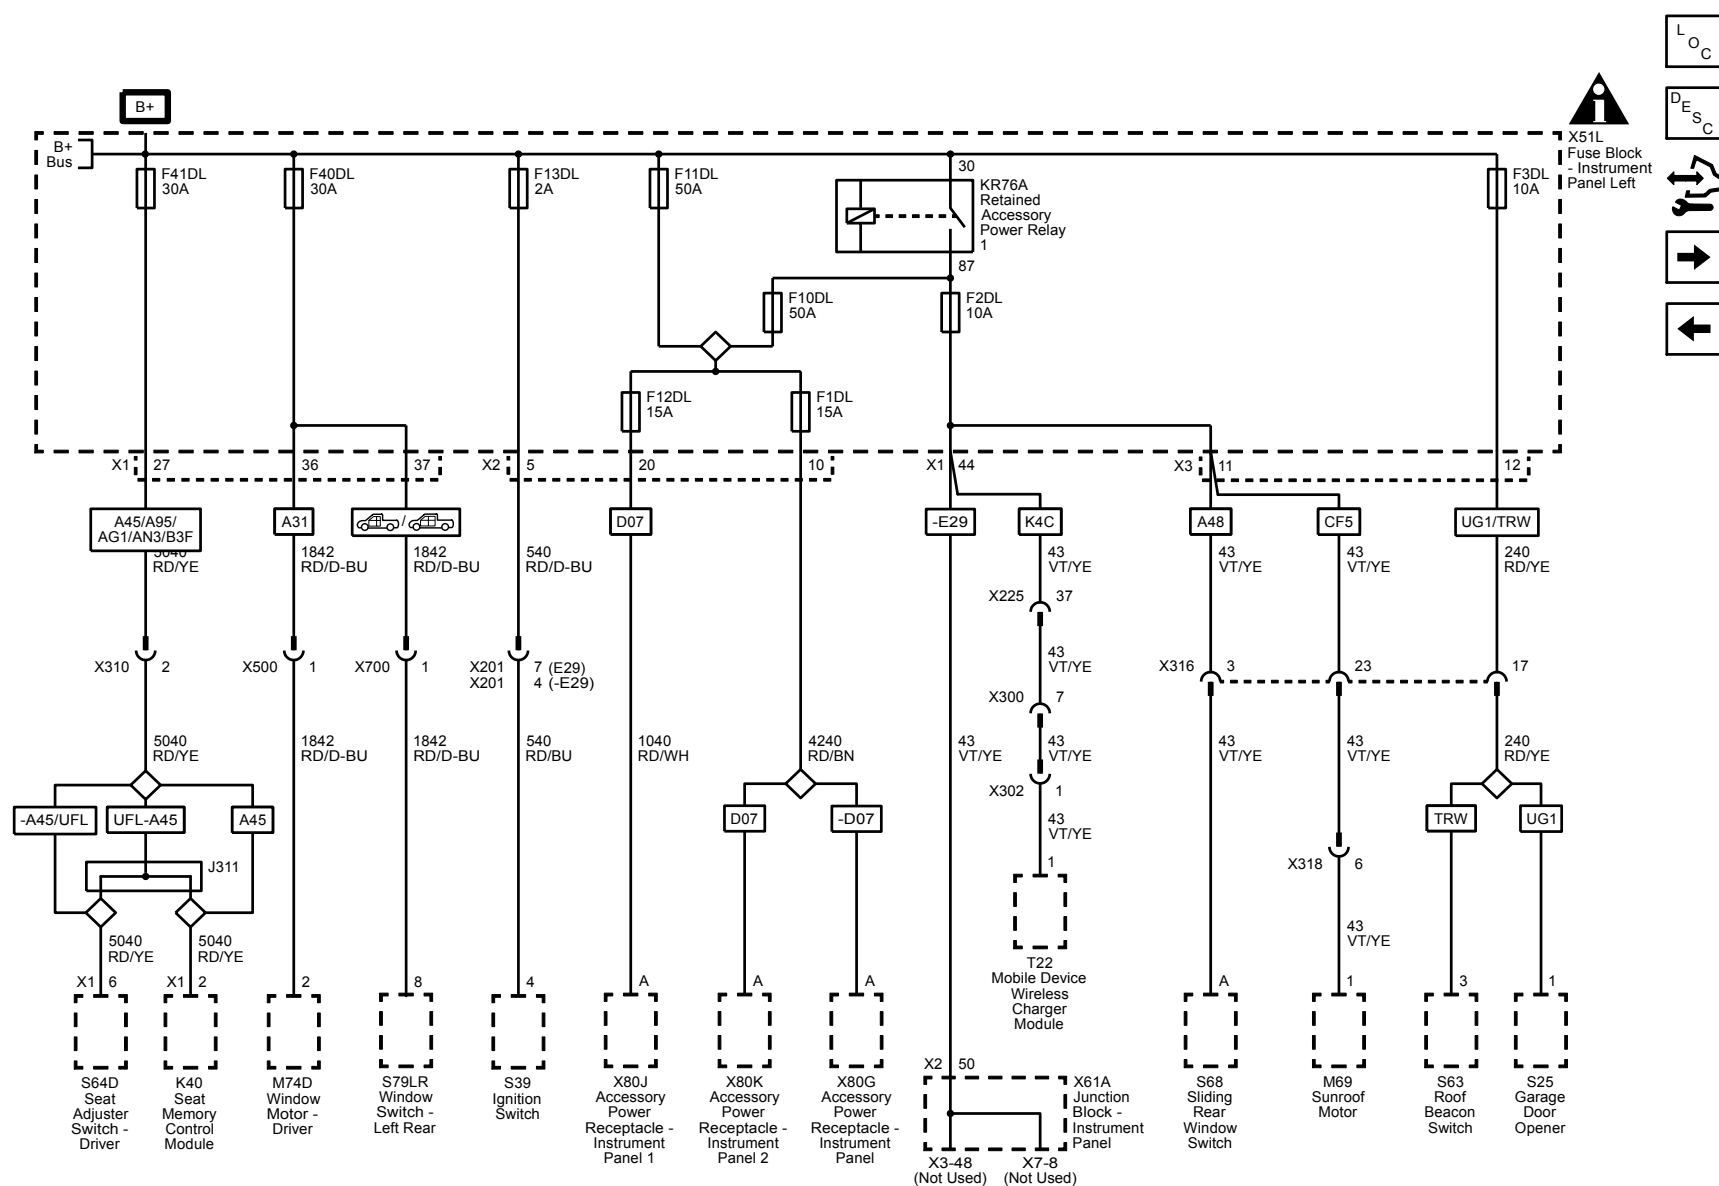 L O C
D E S C
B+
B+
Bus
X51L
Fuse Block
- Instrument
Panel Left
F41DL
30A
F40DL
30A
F13DL
2A
F11DL
50A
30
KR76A
Retained
Accessory
Power Relay
1
87
F3DL
10A
F10DL
50A
F2DL
10A
F12DL
15A
F1DL
15A
X1 27 36 37 X2 5 20 10 X1 44 X3 11 12
A45/A95/
AG1/AN3/B3F
A31
/
D07
-E29
K4C
A48
CF5
UG1/TRW
5040
RD/YE
1842
RD/D-BU
1842
RD/D-BU
540
RD/D-BU
43
VT/YE
43
VT/YE
43
VT/YE
240
RD/YE
X225 37
X310 2
X500 1
X700 1
X201 7 (E29)
X201 4 (-E29)
43
VT/YE
X316 3 23 17
X300 7
5040
RD/YE
1842
RD/D-BU
1842
RD/D-BU
540
RD/BU
1040
RD/WH
4240
RD/BN
43
VT/YE
43
VT/YE
43
VT/YE
43
VT/YE
240
RD/YE
X302 1
-A45/UFL
UFL-A45
A45
D07
-D07
43
VT/YE
TRW
UG1
J311
1
X318 6
5040
RD/YE
5040
RD/YE
43
VT/YE
T22
Mobile Device
Wireless
Charger
Module
X1 6 X1 2 2 8 4 A A A A 1 3 1
X2 50
S64D
Seat
Adjuster
Switch -
Driver
K40
Seat
Memory
Control
Module
M74D
Window
Motor -
Driver
S79LR
Window
Switch -
Left Rear
S39
Ignition
Switch
X80J
Accessory
Power
Receptacle -
Instrument
Panel 1
X80K
Accessory
Power
Receptacle -
Instrument
Panel 2
X80G
Accessory
Power
Receptacle -
Instrument
Panel
X61A
Junction
Block -
Instrument
Panel
X3-48
(Not Used)
X7-8
(Not Used)
S68
Sliding
Rear
Window
Switch
M69
Sunroof
Motor
S63
Roof
Beacon
Switch
S25
Garage
Door
Opener